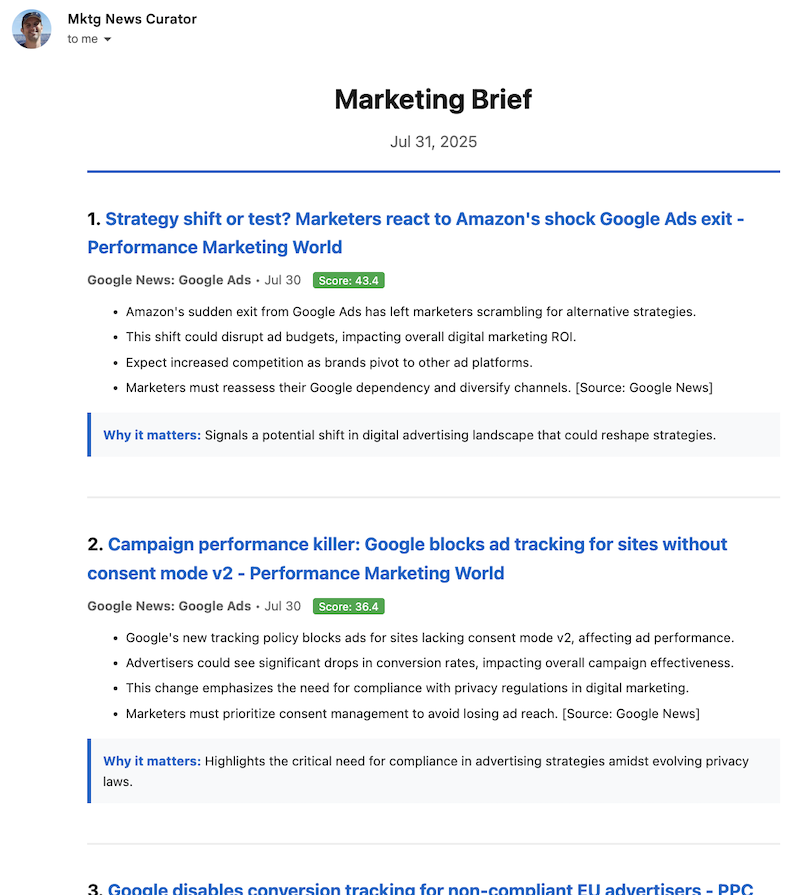 Mktg News Curator
to me
Marketing Brief
Jul 31, 2025
1. Strategy shift or test? Marketers react to Amazon's shock Google Ads exit -
Performance Marketing World
Google News: Google Ads • Jul 30 Score: 43.4
• Amazon's sudden exit from Google Ads has left marketers scrambling for alternative strategies.
• This shift could disrupt ad budgets, impacting overall digital marketing ROI.
• Expect increased competition as brands pivot to other ad platforms.
• Marketers must reassess their Google dependency and diversify channels. [Source: Google News]
Why it matters: Signals a potential shift in digital advertising landscape that could reshape strategies.
2. Campaign performance killer: Google blocks ad tracking for sites without
consent mode v2 - Performance Marketing World
Google News: Google Ads • Jul 30 Score: 36.4
• Google's new tracking policy blocks ads for sites lacking consent mode v2, affecting ad performance.
• Advertisers could see significant drops in conversion rates, impacting overall campaign effectiveness.
• This change emphasizes the need for compliance with privacy regulations in digital marketing.
• Marketers must prioritize consent management to avoid losing ad reach. [Source: Google News]
Why it matters: Highlights the critical need for compliance in advertising strategies amidst evolving privacy
laws.
3. Google disables conversion tracking for non-compliant EU advertisers - PPC